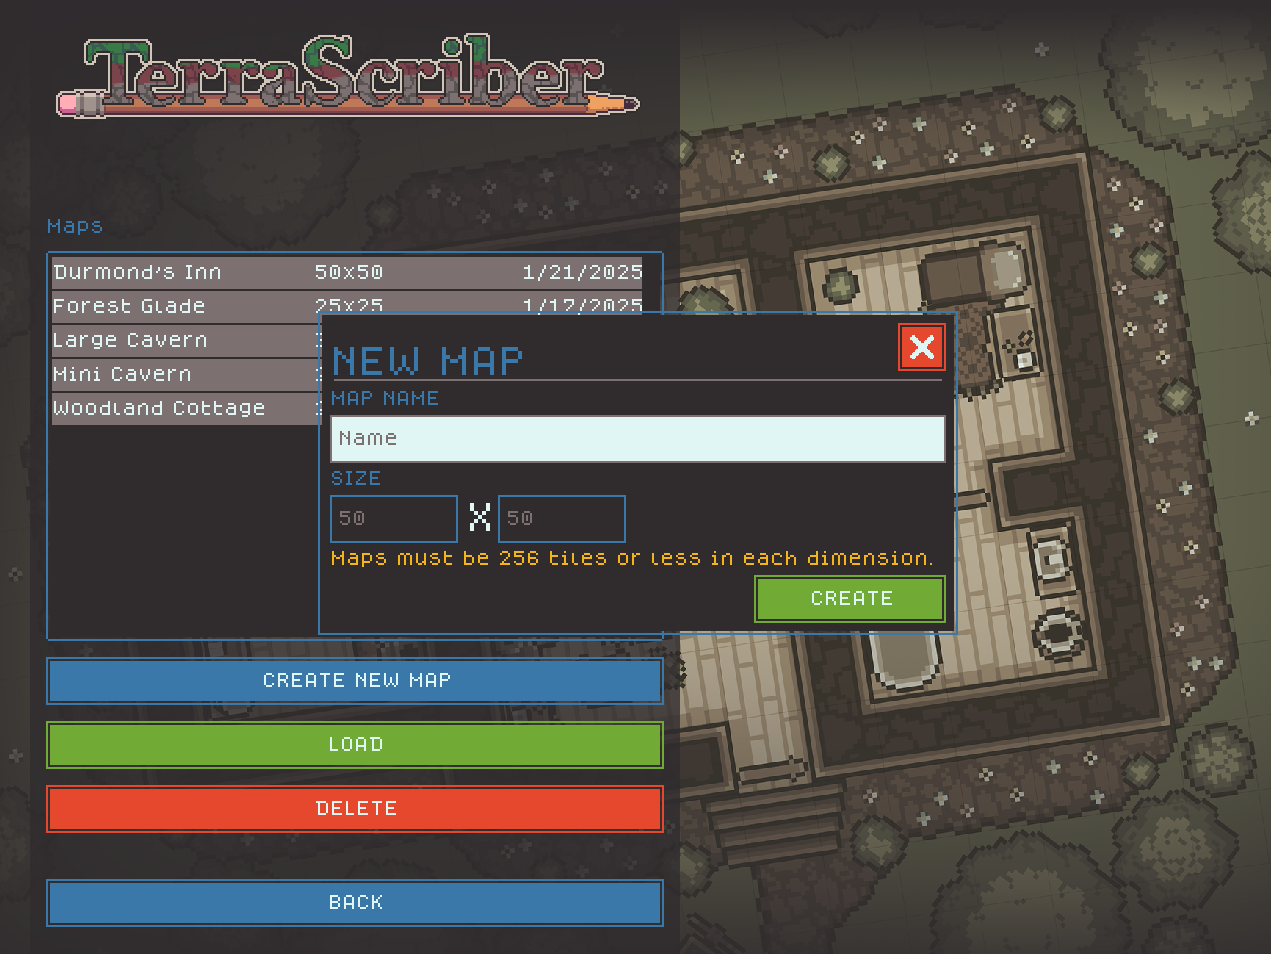 TerraScriber
Maps
Durmond's Inn 50x50 1/21/2025
Forest Glade 25x25 1/17/2025
Large Cavern
Mini Cavern
Woodland Cottage
NEW MAP
MAP NAME
Name
SIZE
50 X 50
Maps must be 256 tiles or less in each dimension.
CREATE
CREATE NEW MAP
LOAD
DELETE
BACK